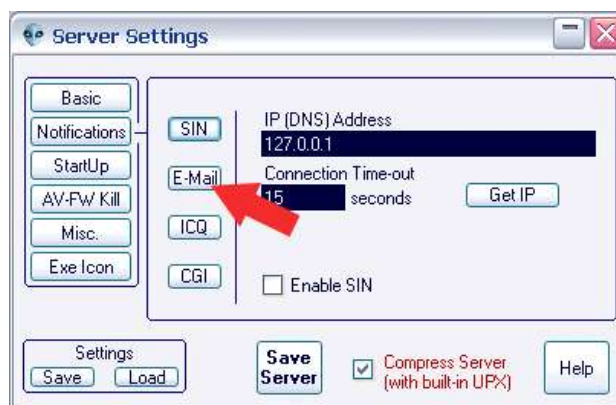 Server Settings
Basic
Notifications
StartUp
AV-FW Kill
Misc.
Exe Icon
SIN
E-Mail
ICQ
CGI
IP (DNS) Address
127.0.0.1
Connection Time-out
15 seconds
Get IP
Enable SIN
Settings
Save Load
Save
Server
Compress Server
(with built-in UPX)
Help